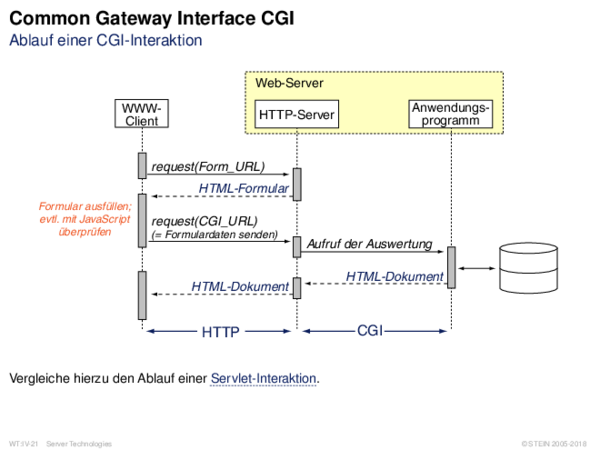 Common Gateway Interface CGI
Ablauf einer CGI-Interaktion
Web-Server
WWW-
Client
HTTP-Server
Anwendungs-
programm
request(Form_URL)
HTML-Formular
Formular ausfüllen;
evtl. mit JavaScript
überprüfen
request(CGI_URL)
(= Formulardaten senden)
Aufruf der Auswertung
HTML-Dokument
HTML-Dokument
HTTP
CGI
Vergleiche hierzu den Ablauf einer Servlet-Interaktion.
WT:IV-21 Server Technologies
© STEIN 2005-2018